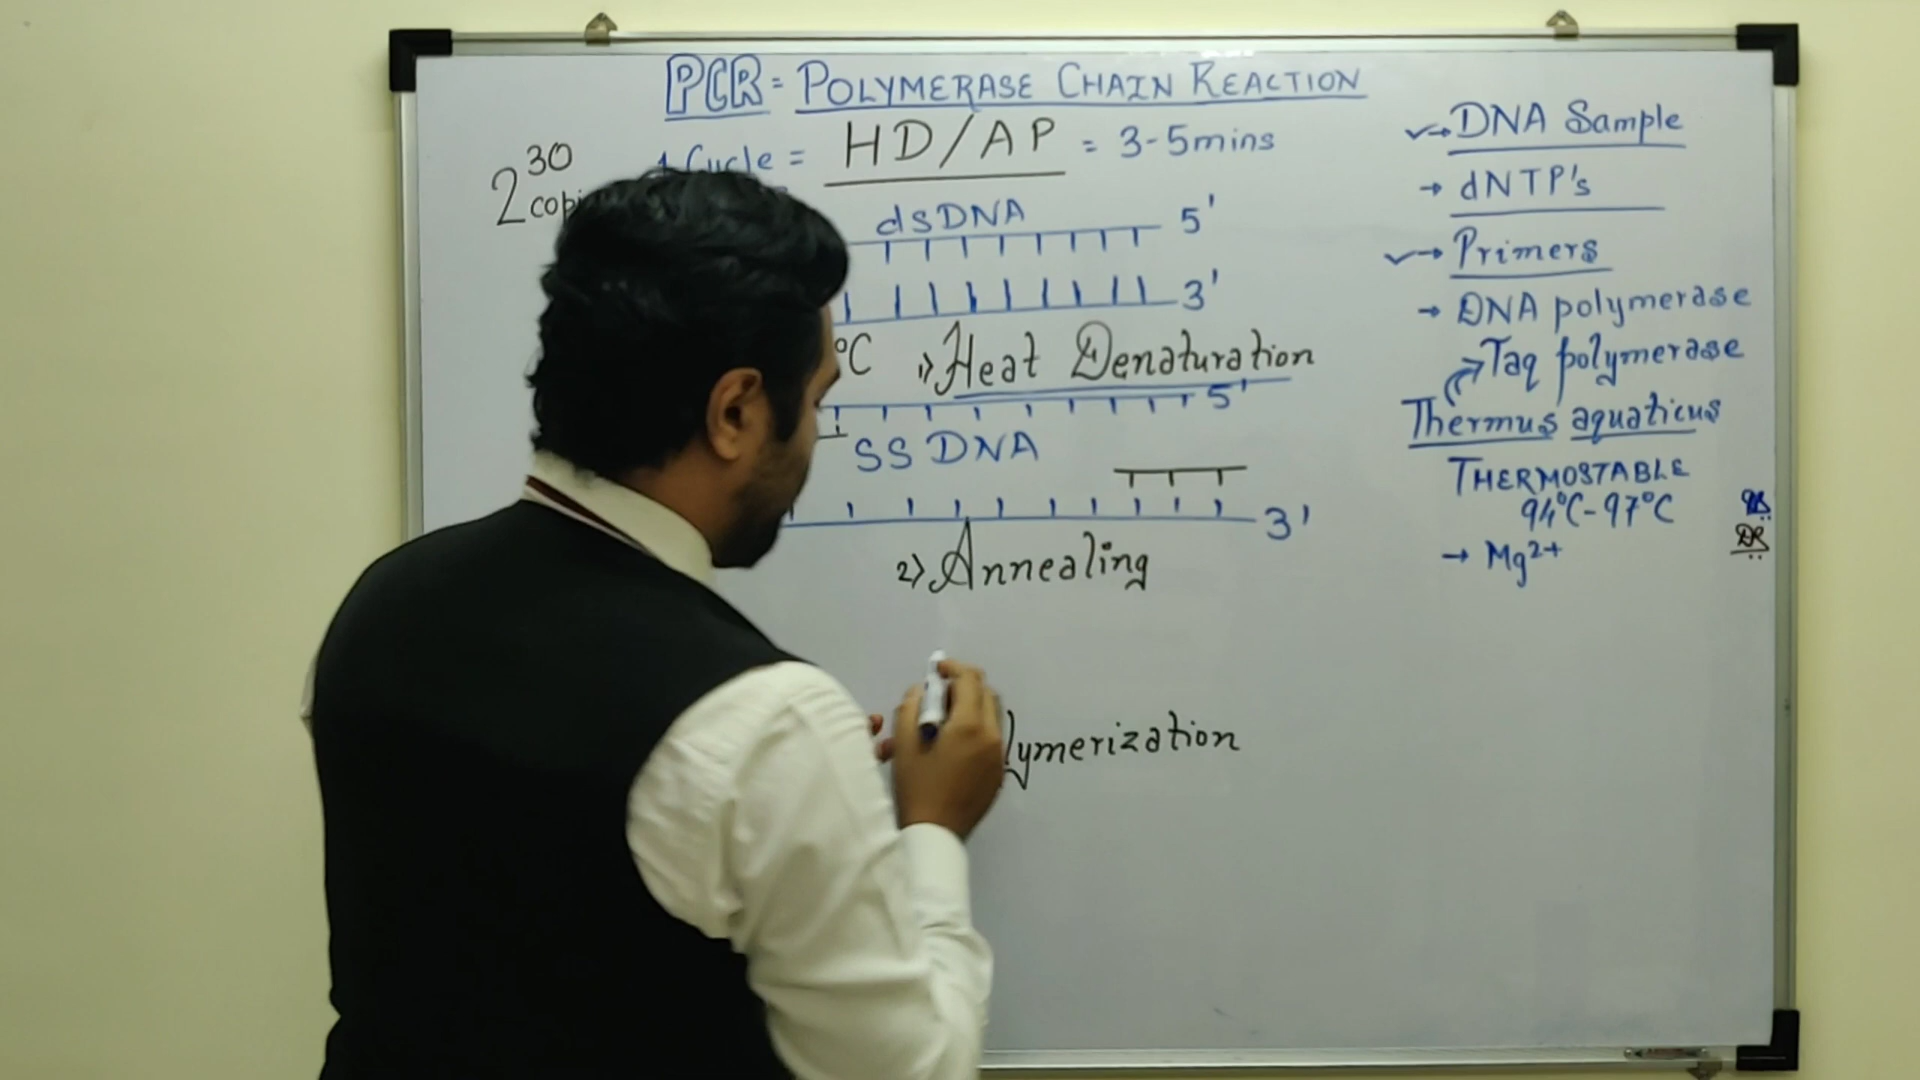 PCR = POLYMERASE CHAIN REACTION
1 Cycle = HD/AP = 3-5mins
2^30
dsDNA 5'
3'
°C 1) Heat Denaturation
5'
SS DNA
3'
2) Annealing
lymerization
✓→ DNA Sample
→ dNTP's
✓→ Primers
→ DNA polymerase
→ Taq polymerase
Thermus aquaticus
THERMOSTABLE
94°C-97°C
→ Mg2+